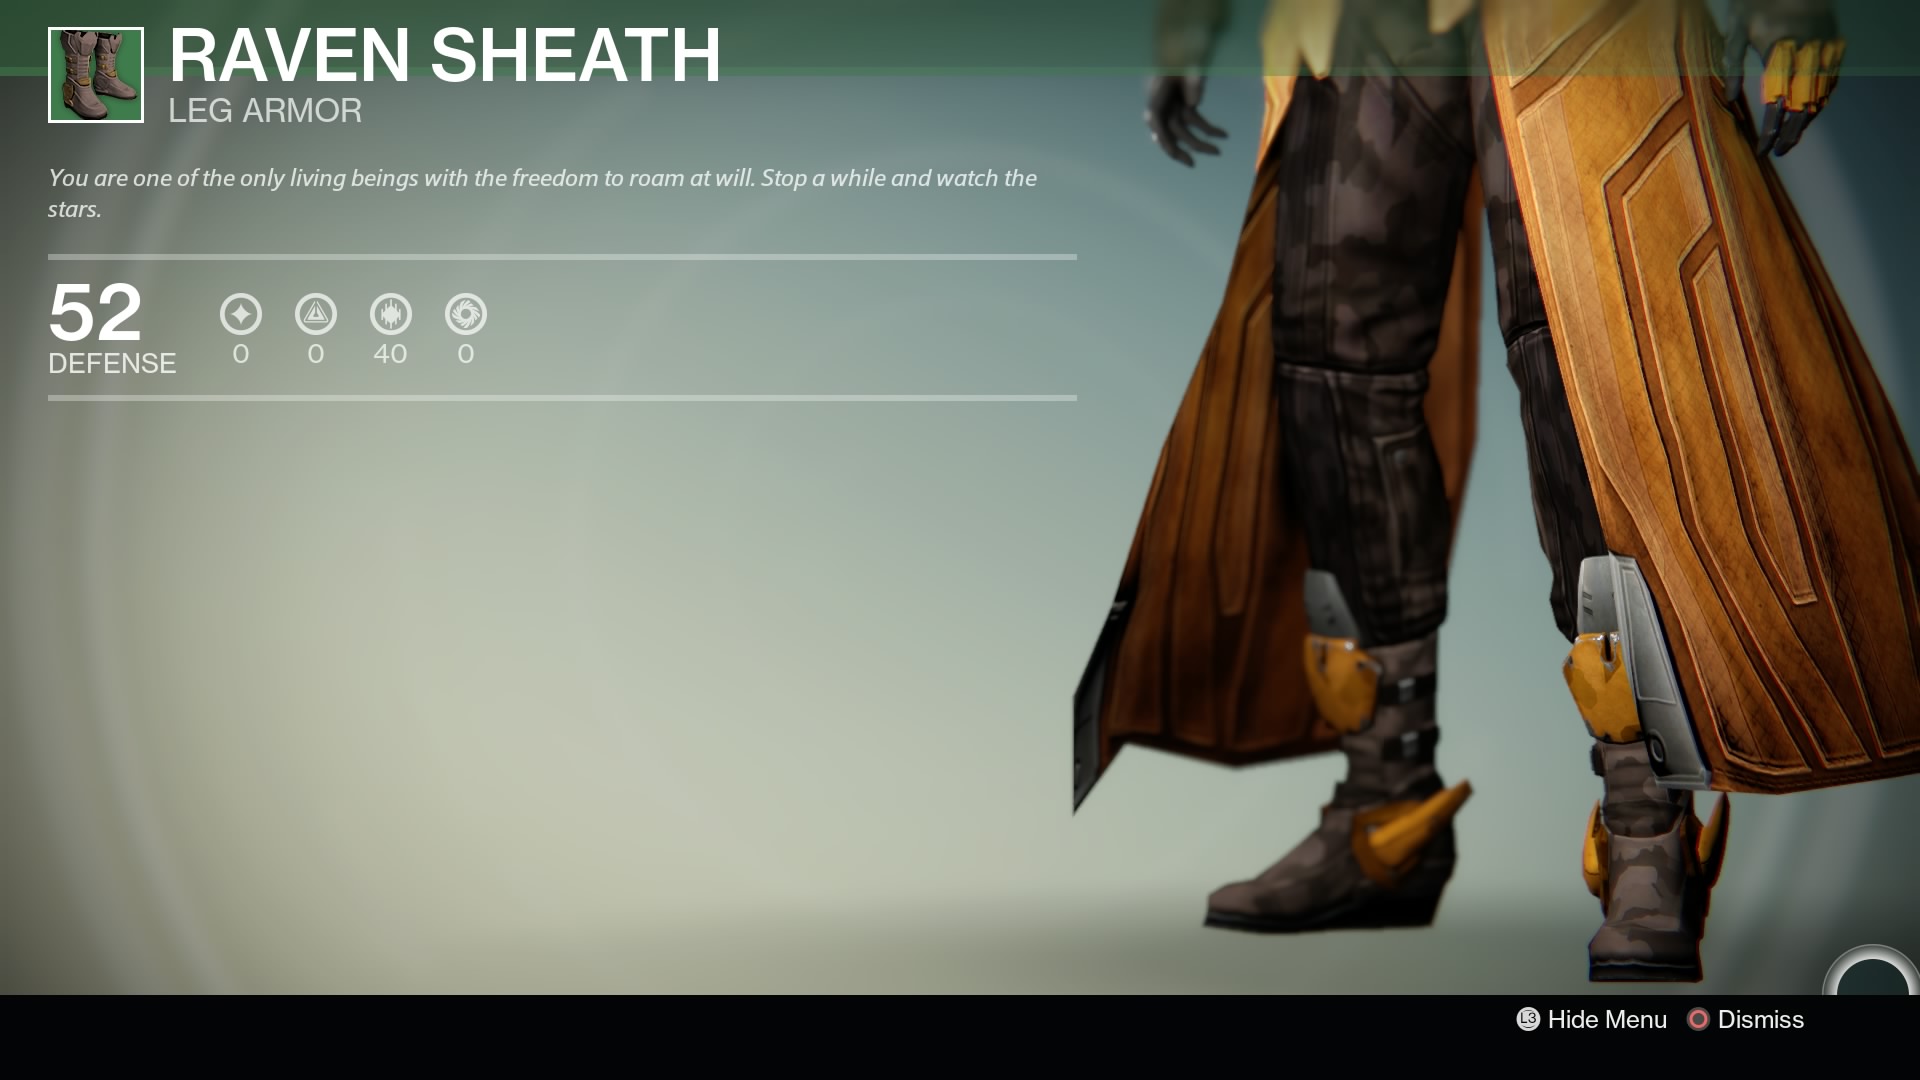 RAVEN SHEATH
LEG ARMOR
You are one of the only living beings with the freedom to roam at will. Stop a while and watch the
stars.
52
DEFENSE
0 0 40 0
L3 Hide Menu Dismiss